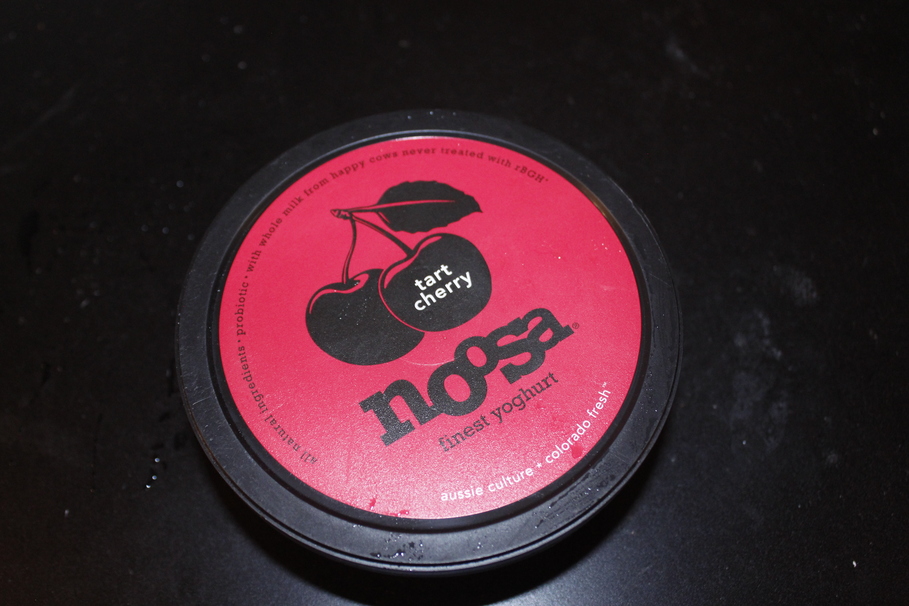 all natural ingredients • probiotic • with whole milk from happy cows never treated with rBGH*
tart
cherry
noosa®
finest yoghurt
aussie culture • colorado fresh™